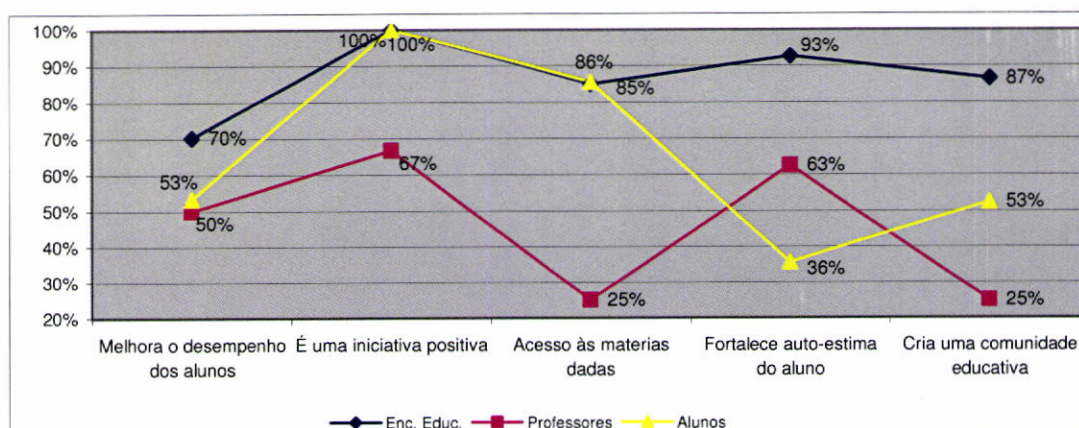 100%
90%
80%
70%
60%
50%
40%
30%
20%
70%
53%
50%
100%
100%
67%
86%
85%
25%
93%
63%
36%
87%
53%
25%
Melhora o desempenho
dos alunos
É uma iniciativa positiva
Acesso às materias
dadas
Fortalece auto-estima
do aluno
Cria uma comunidade
educativa
Enc. Educ.
Professores
Alunos